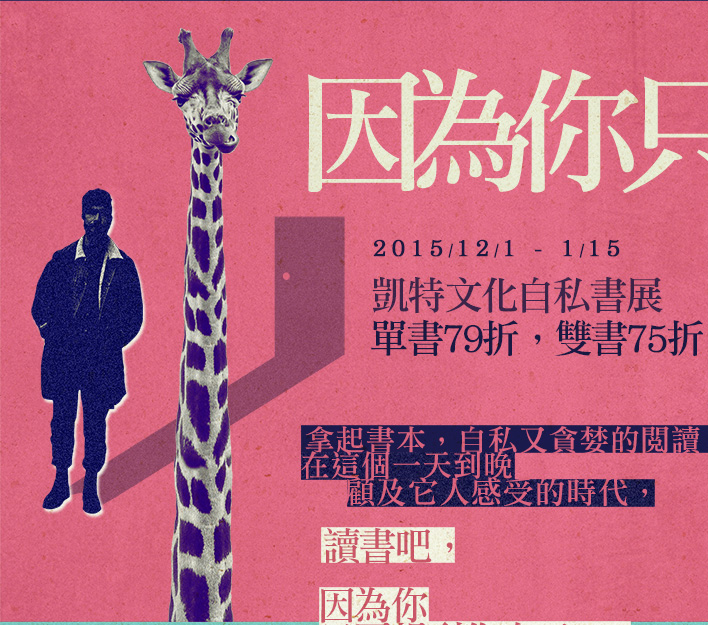 因為你只
2015/12/1 - 1/15
凱特文化自私書展
單書79折，雙書75折
拿起書本，自私又貪婪的閱讀
在這個一天到晚
顧及它人感受的時代，
讀書吧，
因為你